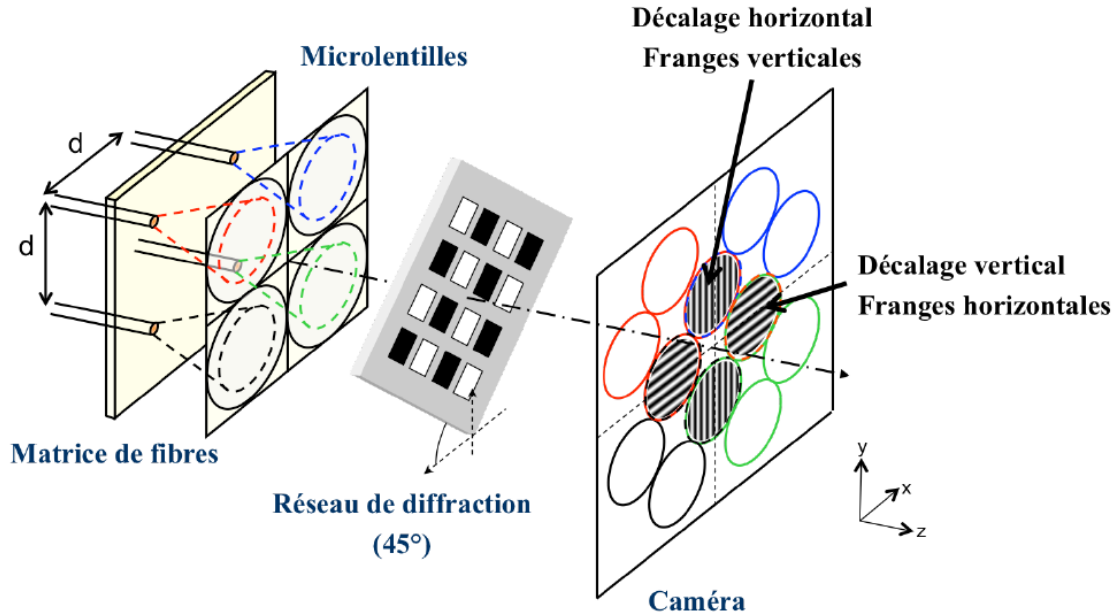 Décalage horizontal
Franges verticales
Microlentilles
d
d
Décalage vertical
Franges horizontales
Matrice de fibres
Réseau de diffraction
(45°)
y
x
z
Caméra